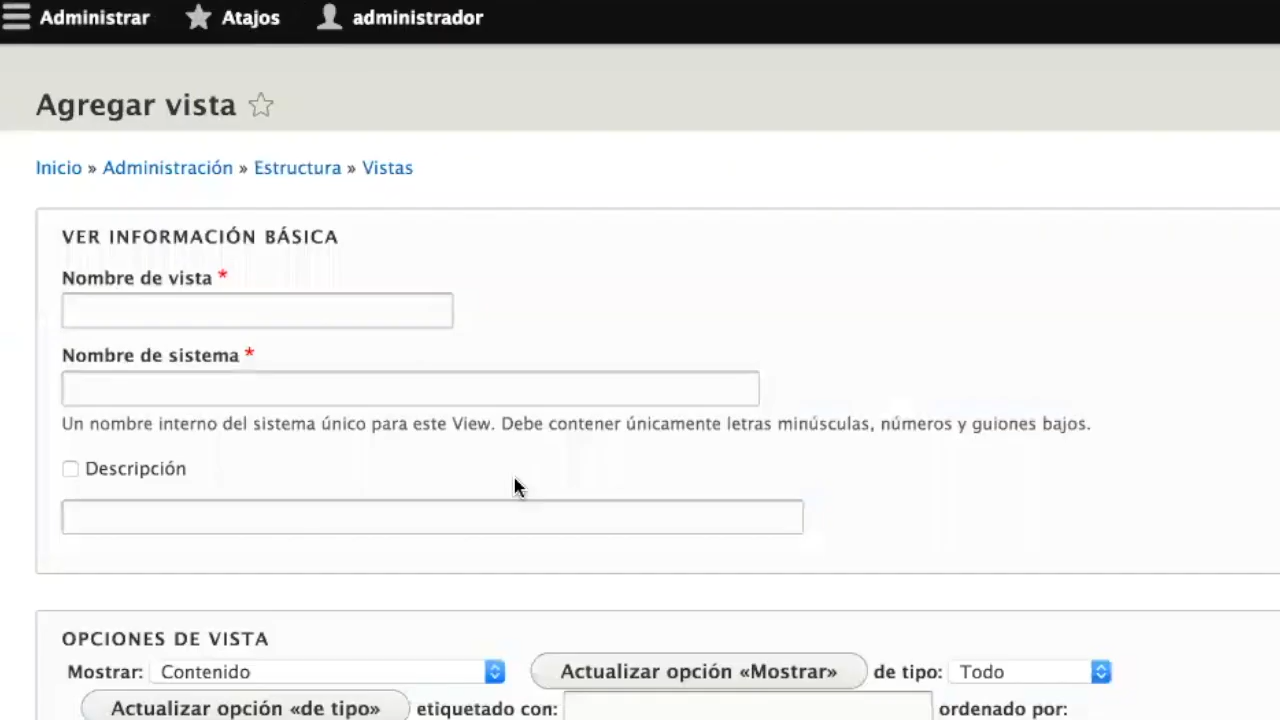 Administrar Atajos administrador
Agregar vista
Inicio » Administración » Estructura » Vistas
VER INFORMACIÓN BÁSICA
Nombre de vista *
Nombre de sistema *
Un nombre interno del sistema único para este View. Debe contener únicamente letras minúsculas, números y guiones bajos.
Descripción
OPCIONES DE VISTA
Mostrar: Contenido Actualizar opción «Mostrar» de tipo: Todo
Actualizar opción «de tipo» etiquetado con: ordenado por: